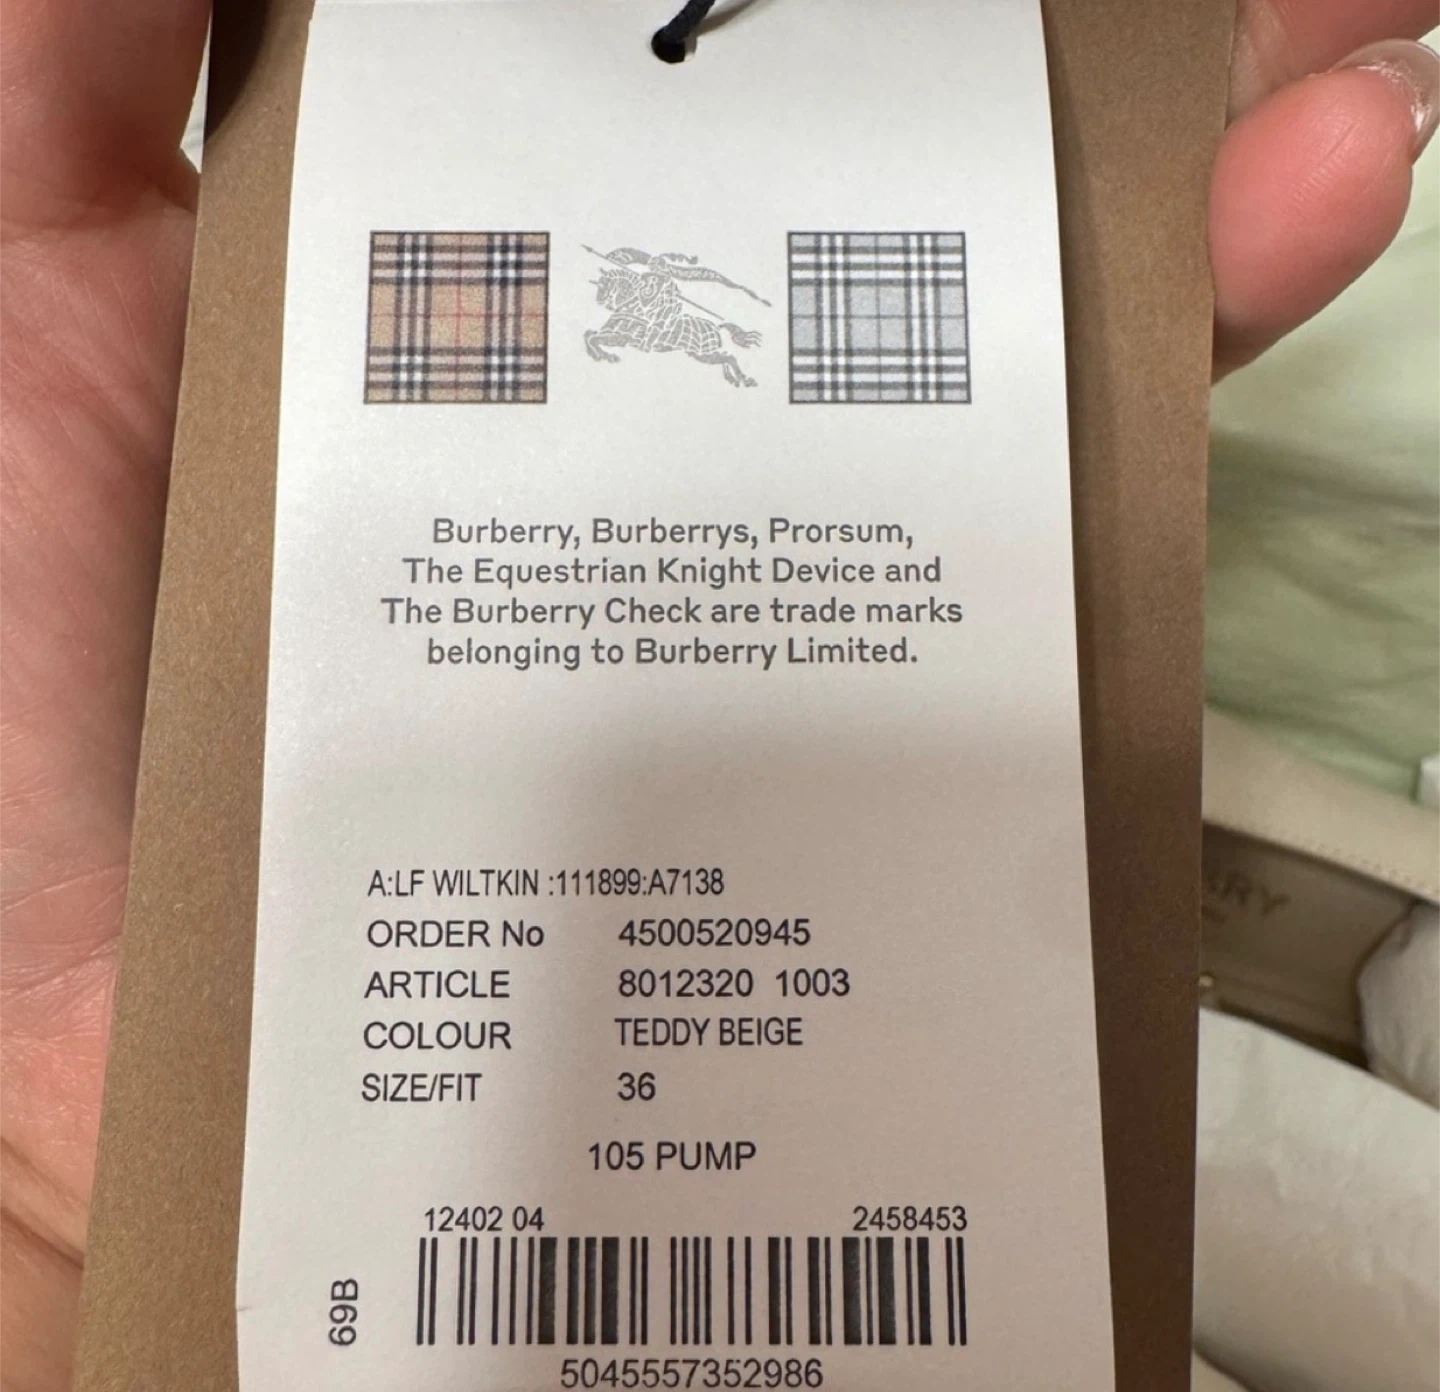 Burberry, Burberrys, Prorsum,
The Equestrian Knight Device and
The Burberry Check are trade marks
belonging to Burberry Limited.
A:LF WILTKIN :111899:A7138
ORDER No 4500520945
ARTICLE 8012320 1003
COLOUR TEDDY BEIGE
SIZE/FIT 36
105 PUMP
12402 04 2458453
69B
5045557352986